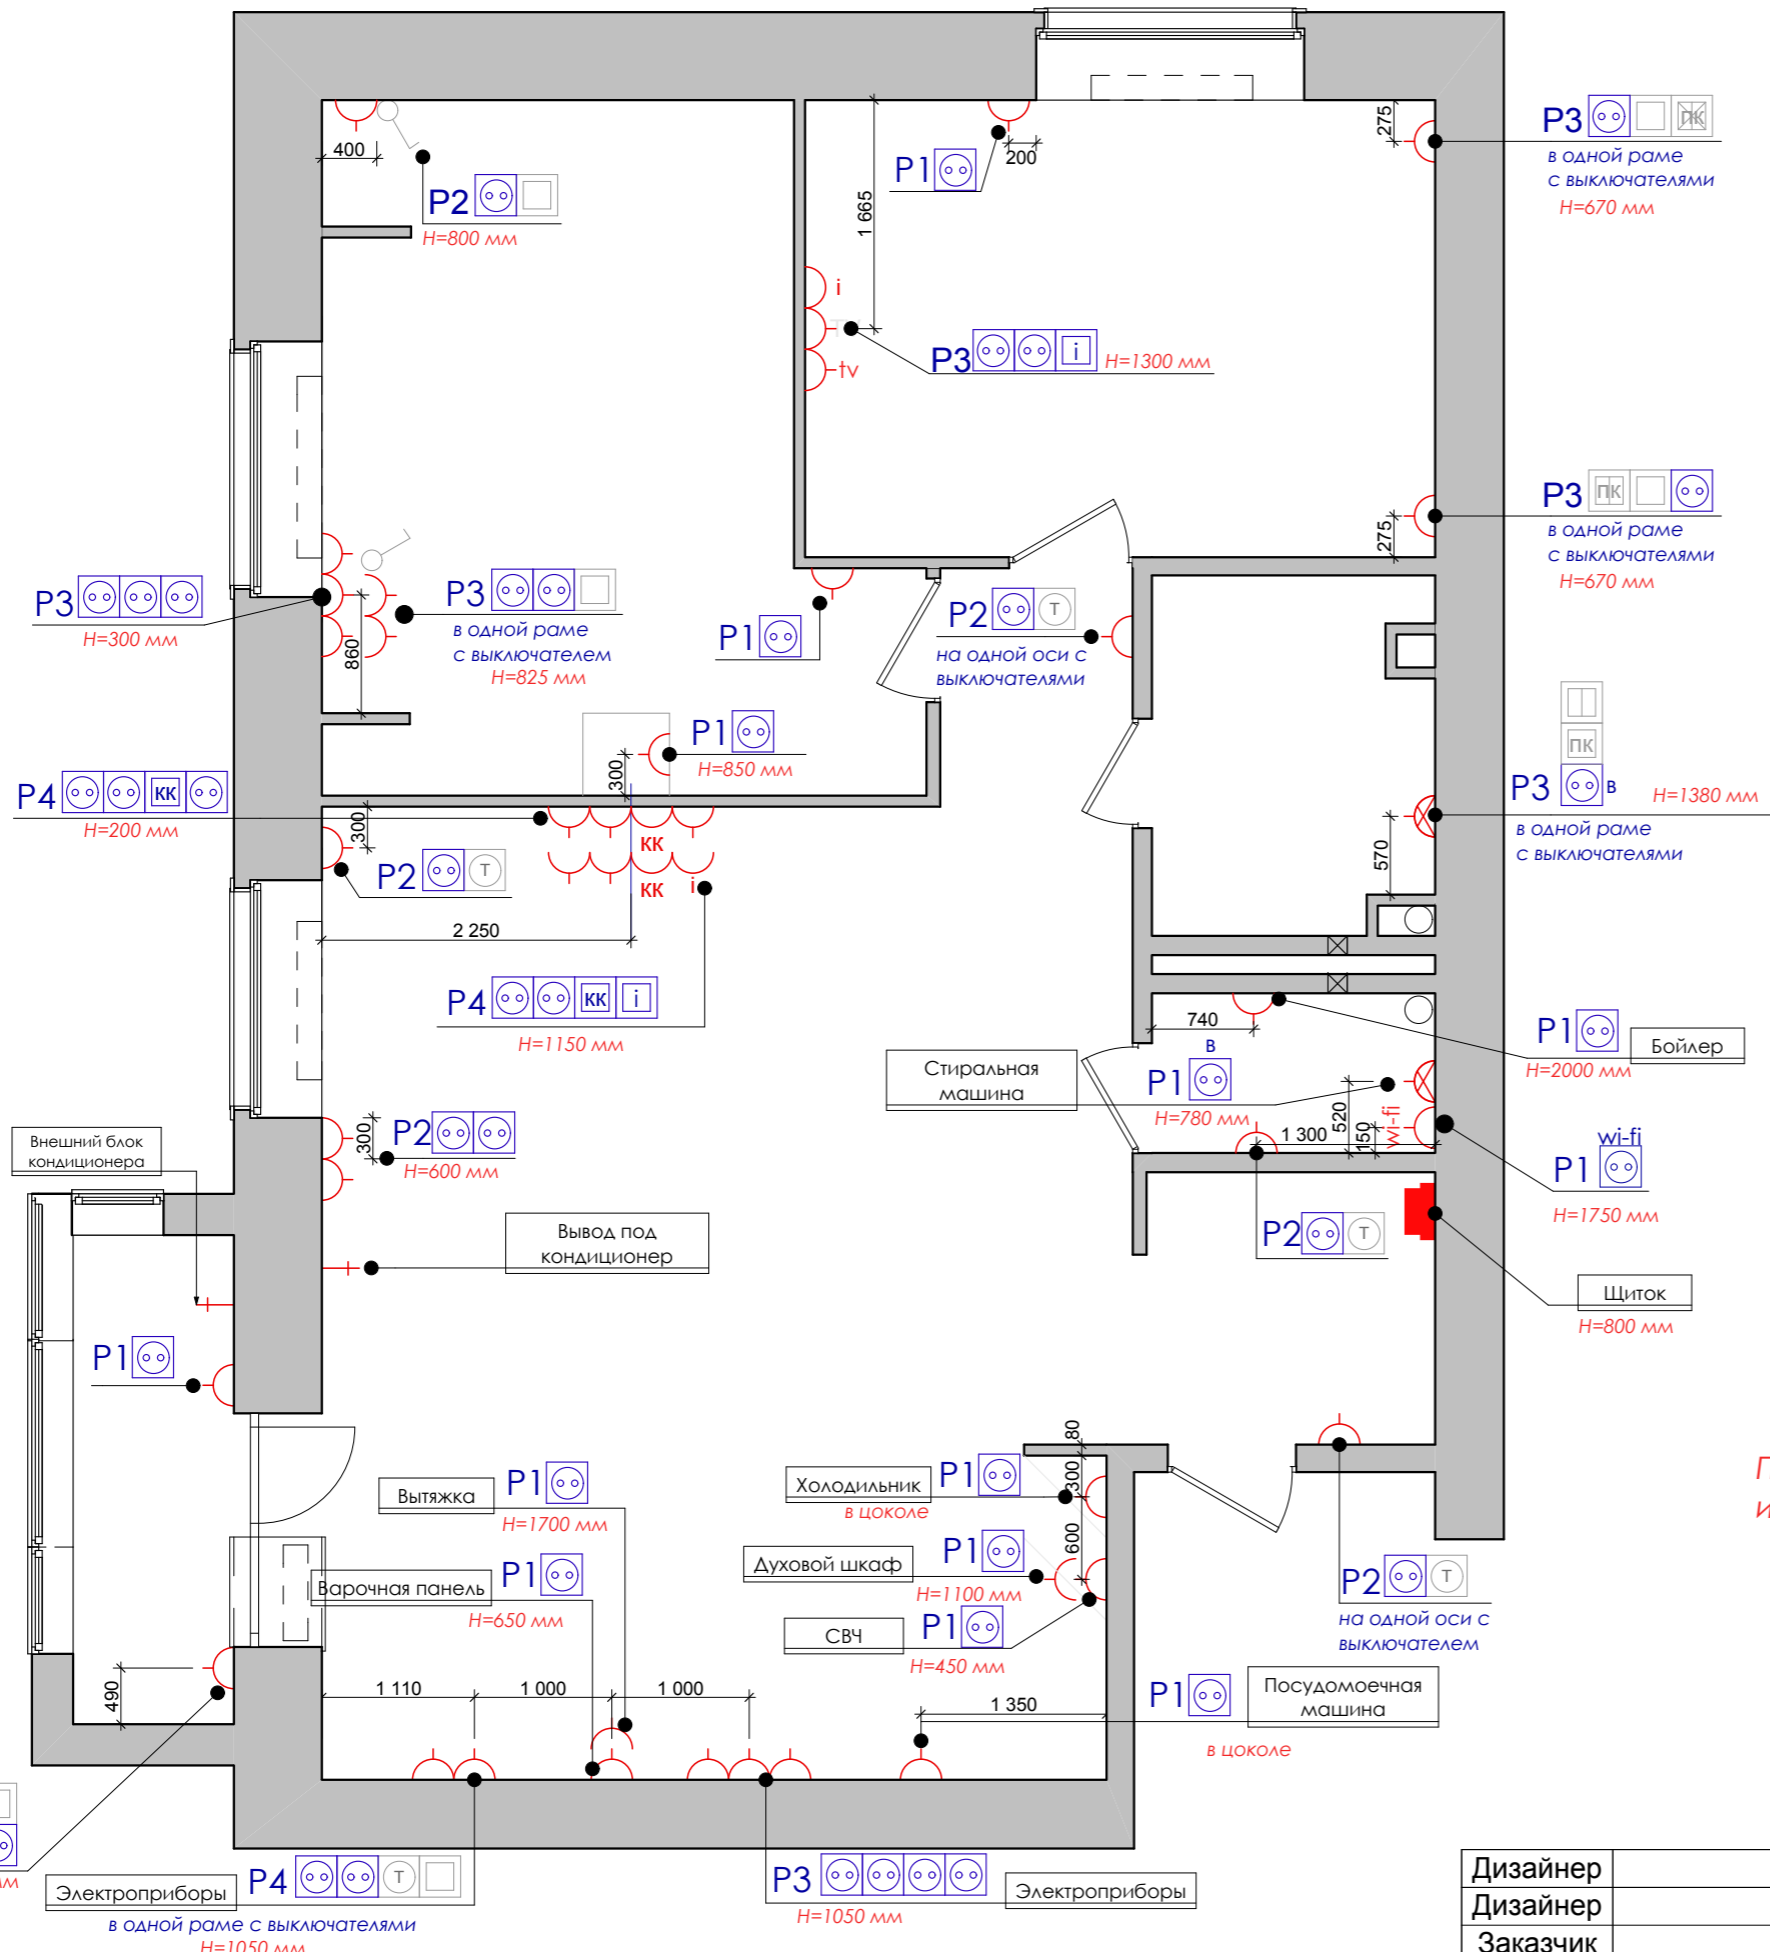 400
P2
H=800 мм
P1
200
1 665
i
tv
P3 i H=1300 мм
275
P3 ПК
в одной раме
с выключателями
H=670 мм
275
P3 ПК
в одной раме
с выключателями
H=670 мм
P3
H=300 мм
860
P3
в одной раме
с выключателем
H=825 мм
P1
P2 T
на одной оси с
выключателями
P1
H=850 мм
300
ПК
P3 В H=1380 мм
в одной раме
с выключателями
570
P4 КК
H=200 мм
300
P2 T
КК
КК i
2 250
P4 КК i
H=1150 мм
740
В
P1
H=780 мм
Стиральная
машина
P1
H=2000 мм
Бойлер
520
150
wi-fi
1 300
wi-fi
P1
H=1750 мм
P2 T
Щиток
H=800 мм
300
P2
H=600 мм
Внешний блок
кондиционера
Вывод под
кондиционер
P1
Вытяжка
P1
H=1700 мм
Варочная панель
P1
H=650 мм
80
300
600
Холодильник
P1
в цоколе
Духовой шкаф
P1
H=1100 мм
СВЧ
P1
H=450 мм
P2 T
на одной оси с
выключателем
P1
Посудомоечная
машина
в цоколе
490
1 110
1 000
1 000
1 350
Электроприборы
P4 T
в одной раме с выключателями
H=1050 мм
P3
H=1050 мм
Электроприборы
Дизайнер
Дизайнер
Заказчик